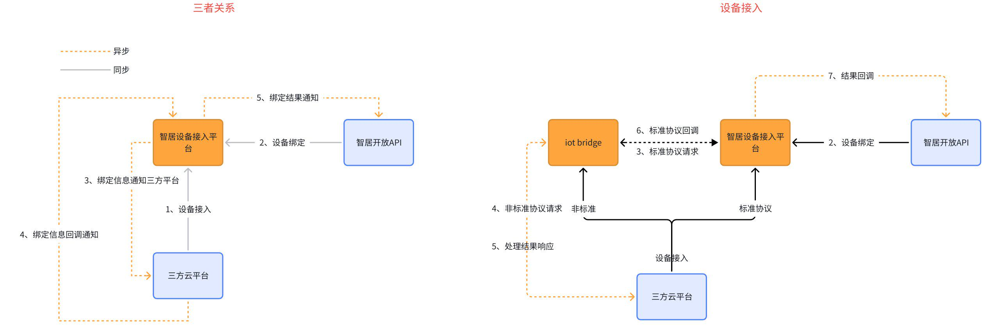 三者关系
异步
同步
5、绑定结果通知
智居设备接入平
台
2、设备绑定
智居开放API
3、绑定信息通知三方平台
1、设备接入
4、绑定信息回调通知
三方云平台
设备接入
7、结果回调
iot bridge
6、标准协议回调
3、标准协议请求
智居设备接入平
台
2、设备绑定
智居开放API
4、非标准协议请求
非标准
标准协议
5、处理结果响应
设备接入
三方云平台